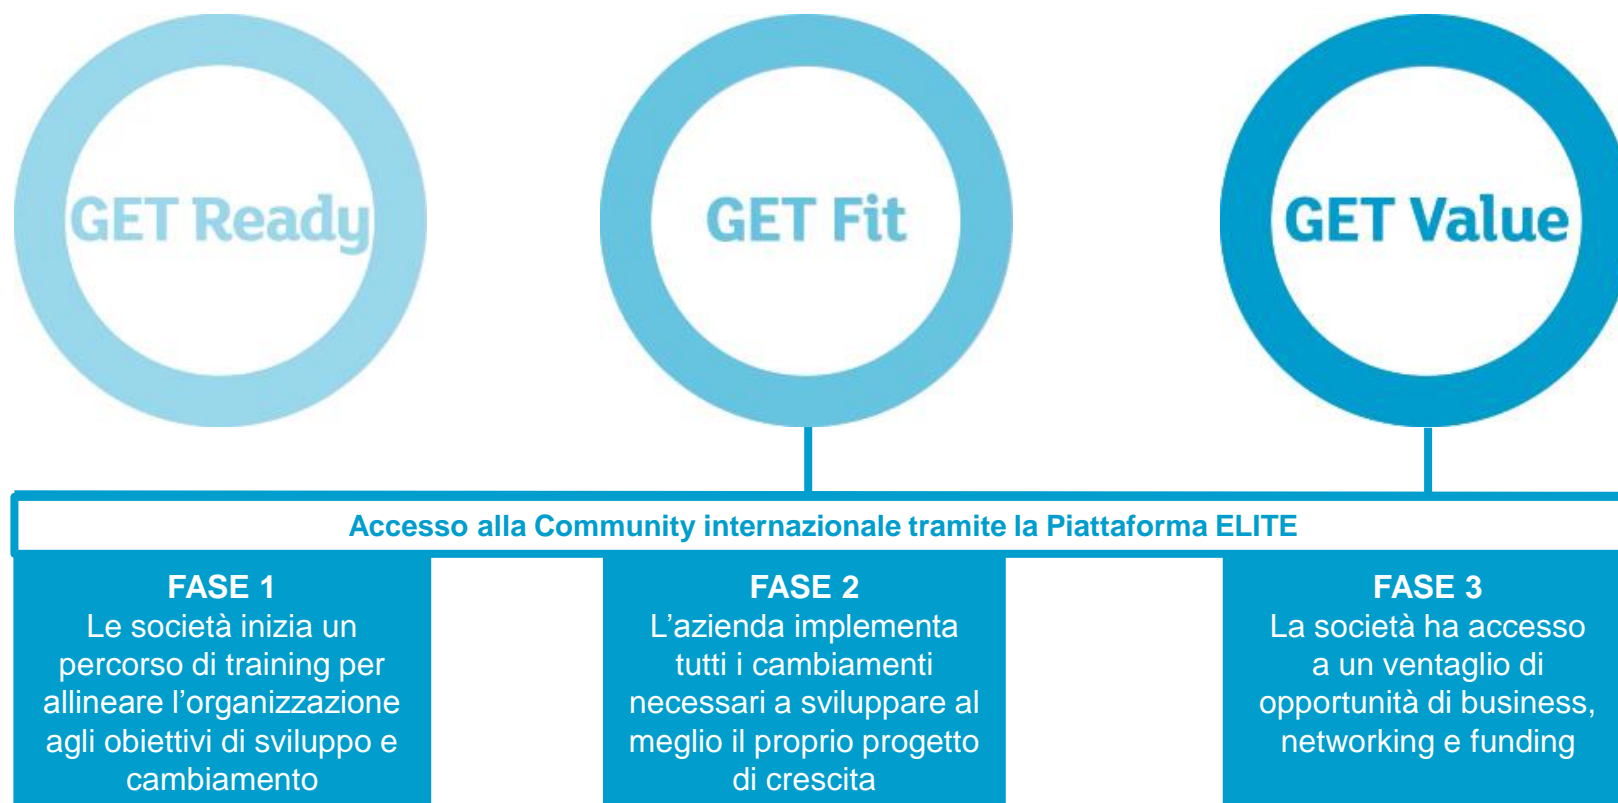 GET Ready
GET Fit
GET Value
Accesso alla Community internazionale tramite la Piattaforma ELITE
FASE 1
Le società inizia un
percorso di training per
allineare l’organizzazione
agli obiettivi di sviluppo e
cambiamento
FASE 2
L’azienda implementa
tutti i cambiamenti
necessari a sviluppare al
meglio il proprio progetto
di crescita
FASE 3
La società ha accesso
a un ventaglio di
opportunità di business,
networking e funding